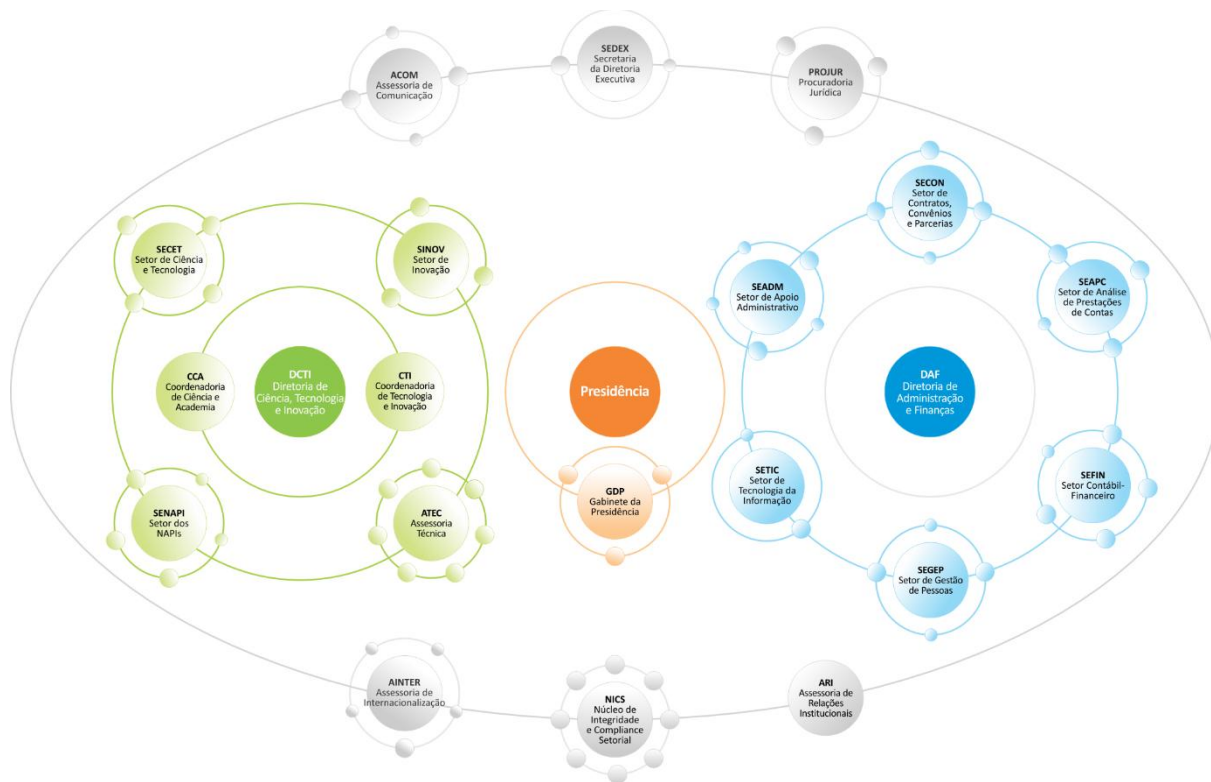 ACOM
Assessoria de
Comunicação
SEDEX
Secretaria
da Diretoria
Executiva
PROJUR
Procuradoria
Jurídica
SECET
Setor de Ciência
e Tecnologia
SINOV
Setor de
Inovação
CCA
Coordenadoria
de Ciência e
Academia
DCTI
Diretoria de
Ciência, Tecnologia
e Inovação
CTI
Coordenadoria
de Tecnologia
e Inovação
SENAPI
Setor dos
NAPIs
ATEC
Assessoria
Técnica
Presidência
GDP
Gabinete da
Presidência
SECON
Setor de
Contratos,
Convênios
e Parcerias
SEADM
Setor de Apoio
Administrativo
SEAPC
Setor de Análise
de Prestações
de Contas
DAF
Diretoria de
Administração
e Finanças
SETIC
Setor de
Tecnologia da
Informação
SEFIN
Setor Contábil-
Financeiro
SEGEP
Setor de Gestão
de Pessoas
AINTER
Assessoria de
Internacionalização
NICS
Núcleo de
Integridade
e Compliance
Setorial
ARI
Assessoria de
Relações
Institucionais